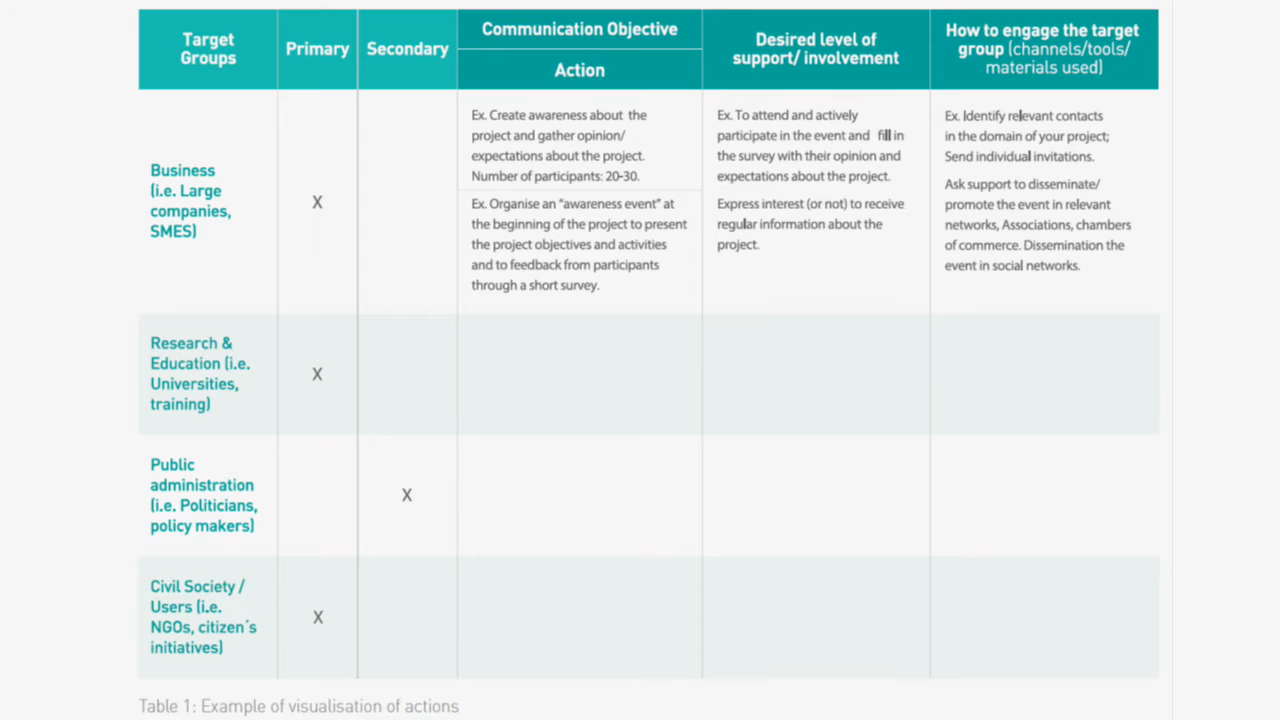 Target
Groups
Primary
Secondary
Communication Objective
Action
Desired level of
support/ involvement
How to engage the target
group (channels/tools/
materials used)
Business
(i.e. Large
companies,
SMES)
X
Ex. Create awareness about the
project and gather opinion/
expectations about the project.
Number of participants: 20-30.
Ex. Organise an "awareness event" at
the beginning of the project to present
the project objectives and activities
and to feedback from participants
through a short survey.
Ex. To attend and actively
participate in the event and fill in
the survey with their opinion and
expectations about the project.
Express interest (or not) to receive
regular information about the
project.
Ex. Identify relevant contacts
in the domain of your project;
Send individual invitations.
Ask support to disseminate/
promote the event in relevant
networks, Associations, chambers
of commerce. Dissemination the
event in social networks.
Research &
Education (i.e.
Universities,
training)
X
Public
administration
(i.e. Politicians,
policy makers)
X
Civil Society /
Users (i.e.
NGOs, citizen´s
initiatives)
X
Table 1: Example of visualisation of actions